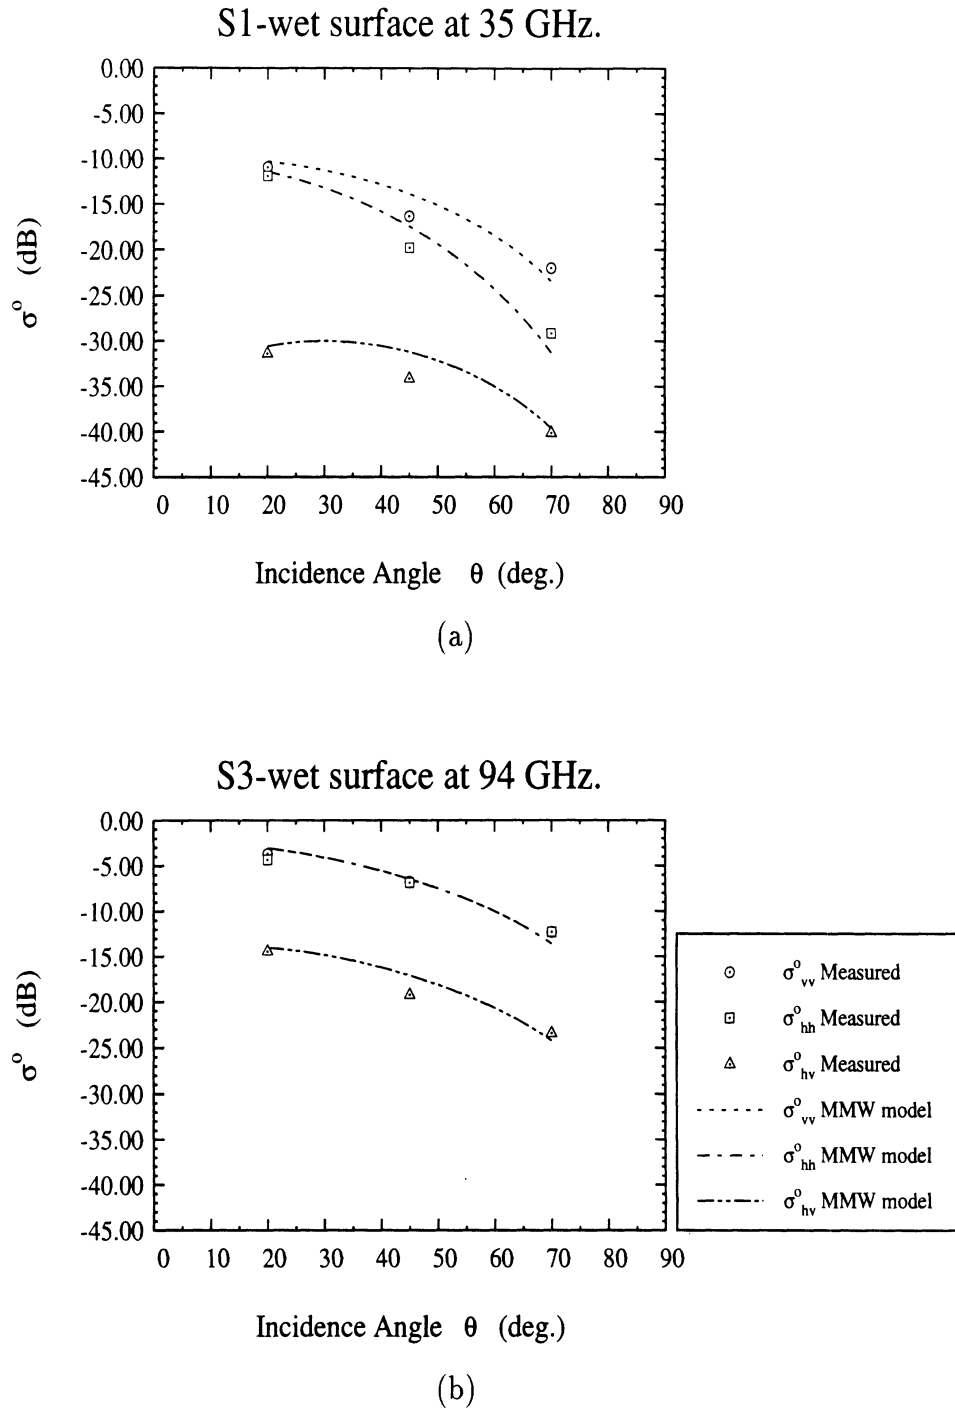 S1-wet surface at 35 GHz.
0.00
-5.00
-10.00
-15.00
-20.00
-25.00
-30.00
-35.00
-40.00
-45.00
σ° (dB)
0 10 20 30 40 50 60 70 80 90
Incidence Angle θ (deg.)
(a)
S3-wet surface at 94 GHz.
0.00
-5.00
-10.00
-15.00
-20.00
-25.00
-30.00
-35.00
-40.00
-45.00
σ° (dB)
0 10 20 30 40 50 60 70 80 90
Incidence Angle θ (deg.)
σ°vv Measured
σ°hh Measured
σ°hv Measured
σ°vv MMW model
σ°hh MMW model
σ°hv MMW model
(b)